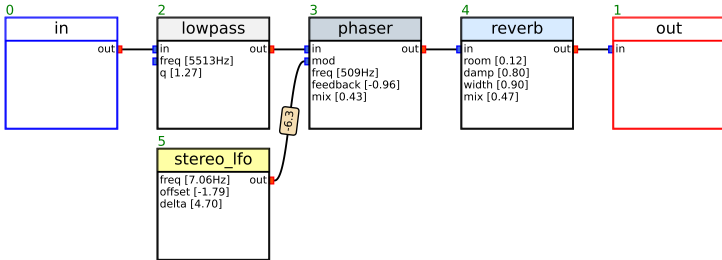 0
in
out
2
lowpass
in out
freq [5513Hz]
q [1.27]
3
phaser
in out
mod
freq [509Hz]
feedback [-0.96]
mix [0.43]
4
reverb
in out
room [0.12]
damp [0.80]
width [0.90]
mix [0.47]
1
out
in
-6.3
5
stereo_lfo
freq [7.06Hz] out
offset [-1.79]
delta [4.70]